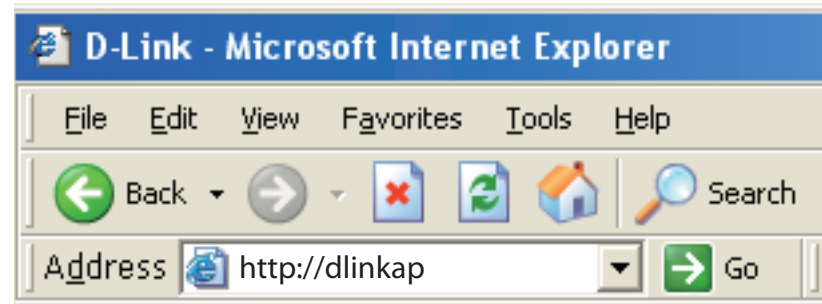 D-Link - Microsoft Internet Explorer
File Edit View Favorites Tools Help
Back Search
Address http://dlinkap Go